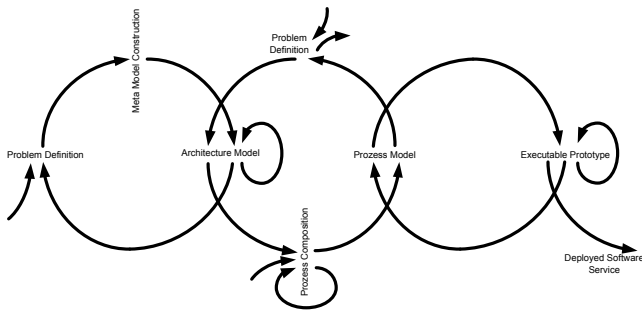 Meta Model Construction
Problem
Definition
Problem Definition
Architecture Model
Prozess Model
Executable Prototype
Prozess Composition
Deployed Software
Service